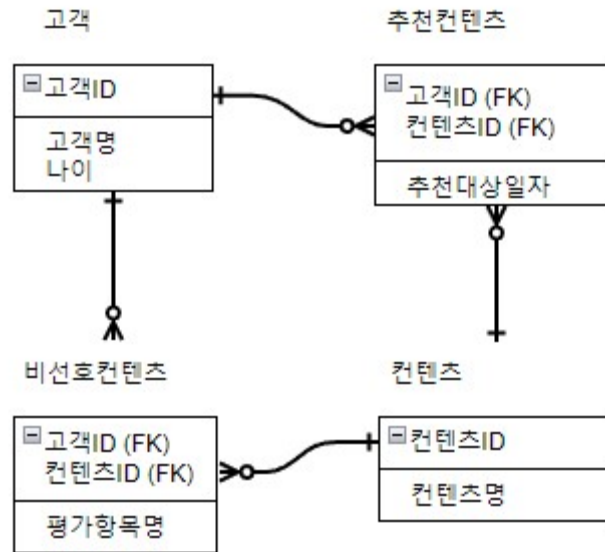 고객
추천컨텐츠
고객ID
고객명
나이
고객ID (FK)
컨텐츠ID (FK)
추천대상일자
비선호컨텐츠
컨텐츠
고객ID (FK)
컨텐츠ID (FK)
평가항목명
컨텐츠ID
컨텐츠명